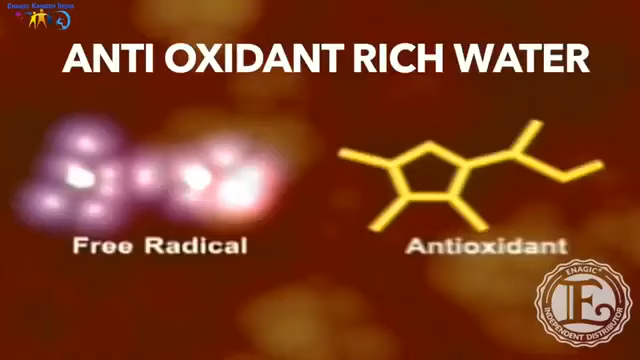 ANTI OXIDANT RICH WATER
Free Radical
Antioxidant
ENAGIC®
E
INDEPENDENT DISTRIBUTOR